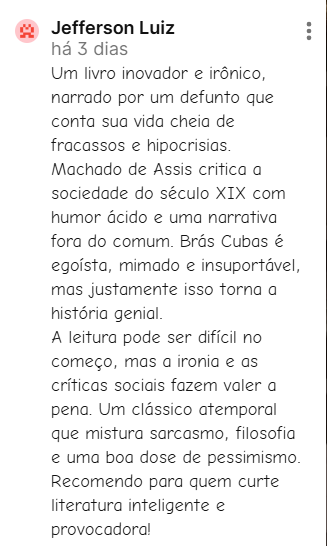 Jefferson Luiz
há 3 dias
Um livro inovador e irônico,
narrado por um defunto que
conta sua vida cheia de
fracassos e hipocrisias.
Machado de Assis critica a
sociedade do século XIX com
humor ácido e uma narrativa
fora do comum. Brás Cubas é
egoísta, mimado e insuportável,
mas justamente isso torna a
história genial.
A leitura pode ser difícil no
começo, mas a ironia e as
críticas sociais fazem valer a
pena. Um clássico atemporal
que mistura sarcasmo, filosofia
e uma boa dose de pessimismo.
Recomendo para quem curte
literatura inteligente e
provocadora!